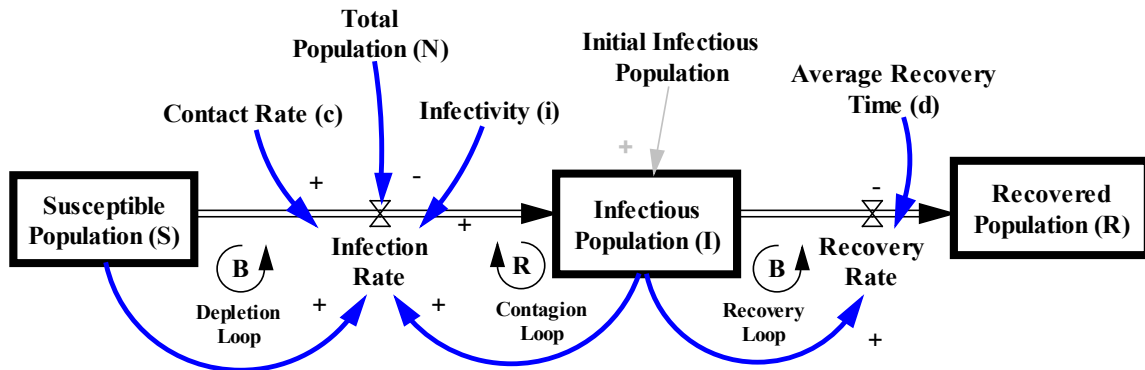 Total
Population (N)
Initial Infectious
Population
Average Recovery
Time (d)
Contact Rate (c)
Infectivity (i)
+
+
-
-
+
Susceptible
Population (S)
Infectious
Population (I)
Recovered
Population (R)
Infection
Rate
Recovery
Rate
B
R
B
Depletion
Loop
Contagion
Loop
Recovery
Loop
+
+
+